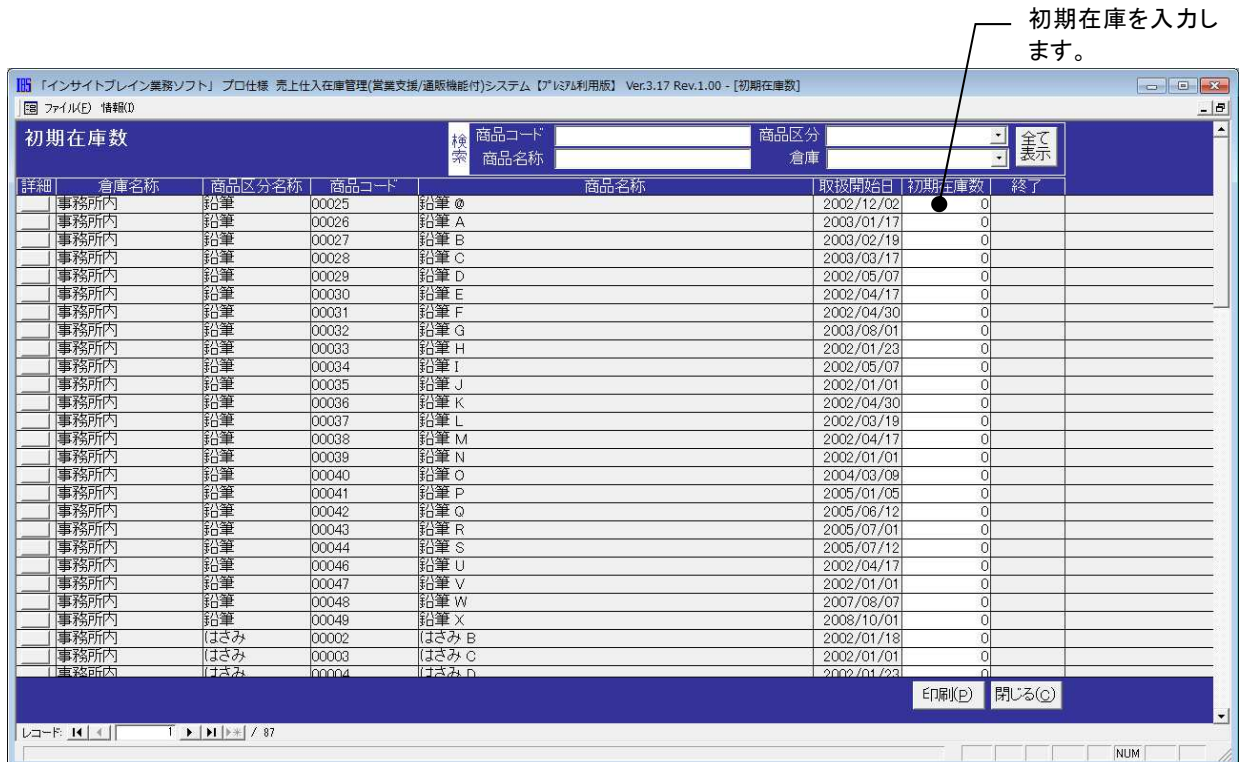 初期在庫を入力し
ます。
IBS 「インサイトブレイン業務ソフト」 プロ仕様 売上仕入在庫管理(営業支援/通販機能付)システム 【ﾌﾟﾚﾐｱﾑ利用版】 Ver.3.17 Rev.1.00 - [初期在庫数]
ファイル(F) 情報(I)
初期在庫数 検索 商品コード 商品区分 全て表示
商品名称 倉庫
詳細 倉庫名称 商品区分名称 商品コード 商品名称 取扱開始日 初期在庫数 終了
事務所内 鉛筆 00025 鉛筆 @ 2002/12/02 0
事務所内 鉛筆 00026 鉛筆 A 2003/01/17 0
事務所内 鉛筆 00027 鉛筆 B 2003/02/19 0
事務所内 鉛筆 00028 鉛筆 C 2003/03/17 0
事務所内 鉛筆 00029 鉛筆 D 2002/05/07 0
事務所内 鉛筆 00030 鉛筆 E 2002/04/17 0
事務所内 鉛筆 00031 鉛筆 F 2002/04/30 0
事務所内 鉛筆 00032 鉛筆 G 2003/08/01 0
事務所内 鉛筆 00033 鉛筆 H 2002/01/23 0
事務所内 鉛筆 00034 鉛筆 I 2002/05/07 0
事務所内 鉛筆 00035 鉛筆 J 2002/01/01 0
事務所内 鉛筆 00036 鉛筆 K 2002/04/30 0
事務所内 鉛筆 00037 鉛筆 L 2002/03/19 0
事務所内 鉛筆 00038 鉛筆 M 2002/04/17 0
事務所内 鉛筆 00039 鉛筆 N 2002/01/01 0
事務所内 鉛筆 00040 鉛筆 O 2004/03/09 0
事務所内 鉛筆 00041 鉛筆 P 2005/01/05 0
事務所内 鉛筆 00042 鉛筆 Q 2005/06/12 0
事務所内 鉛筆 00043 鉛筆 R 2005/07/01 0
事務所内 鉛筆 00044 鉛筆 S 2005/07/12 0
事務所内 鉛筆 00046 鉛筆 U 2002/04/17 0
事務所内 鉛筆 00047 鉛筆 V 2002/01/01 0
事務所内 鉛筆 00048 鉛筆 W 2007/08/07 0
事務所内 鉛筆 00049 鉛筆 X 2008/10/01 0
事務所内 はさみ 00002 はさみ B 2002/01/18 0
事務所内 はさみ 00003 はさみ C 2002/01/01 0
事務所内 はさみ 00004 はさみ D 2002/01/23 0
印刷(P) 閉じる(C)
レコード: 1 / 87
NUM